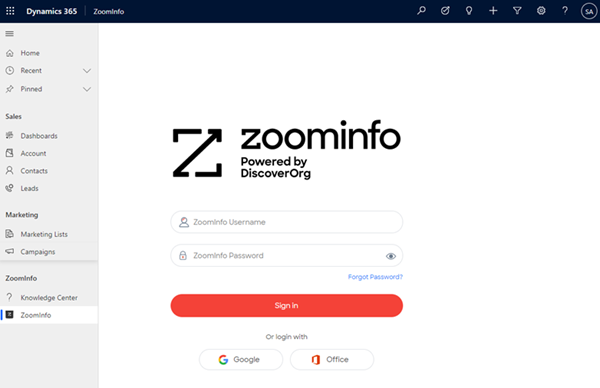 Dynamics 365
ZoomInfo
SA
Home
Recent
Pinned
Sales
Dashboards
Account
Contacts
Leads
Marketing
Marketing Lists
Campaigns
ZoomInfo
Knowledge Center
ZoomInfo
zoominfo
Powered by
DiscoverOrg
ZoomInfo Username
ZoomInfo Password
Forgot Password?
Sign In
Or login with
Google
Office